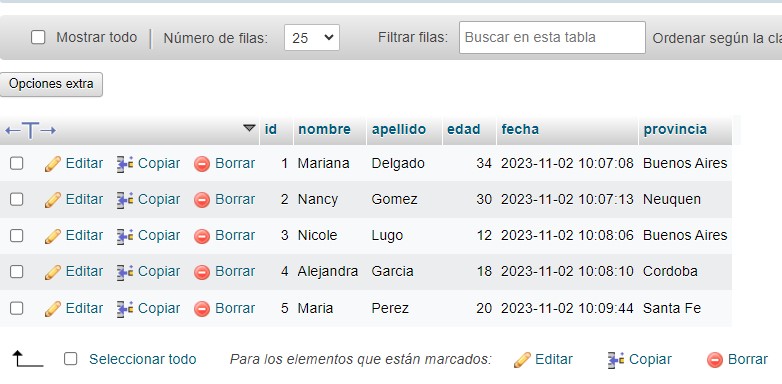 Mostrar todo Número de filas: 25 Filtrar filas: Buscar en esta tabla Ordenar según la cla
Opciones extra
←T→ id nombre apellido edad fecha provincia
Editar Copiar Borrar 1 Mariana Delgado 34 2023-11-02 10:07:08 Buenos Aires
Editar Copiar Borrar 2 Nancy Gomez 30 2023-11-02 10:07:13 Neuquen
Editar Copiar Borrar 3 Nicole Lugo 12 2023-11-02 10:08:06 Buenos Aires
Editar Copiar Borrar 4 Alejandra Garcia 18 2023-11-02 10:08:10 Cordoba
Editar Copiar Borrar 5 Maria Perez 20 2023-11-02 10:09:44 Santa Fe
Seleccionar todo Para los elementos que están marcados: Editar Copiar Borrar